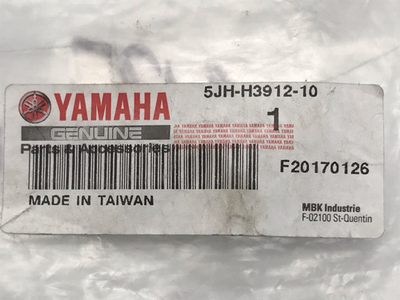 5JH-H3912-10
YAMAHA
1
GENUINE
Parts & Accessories
F20170126
MADE IN TAIWAN
MBK Industrie
F-02100 St-Quentin